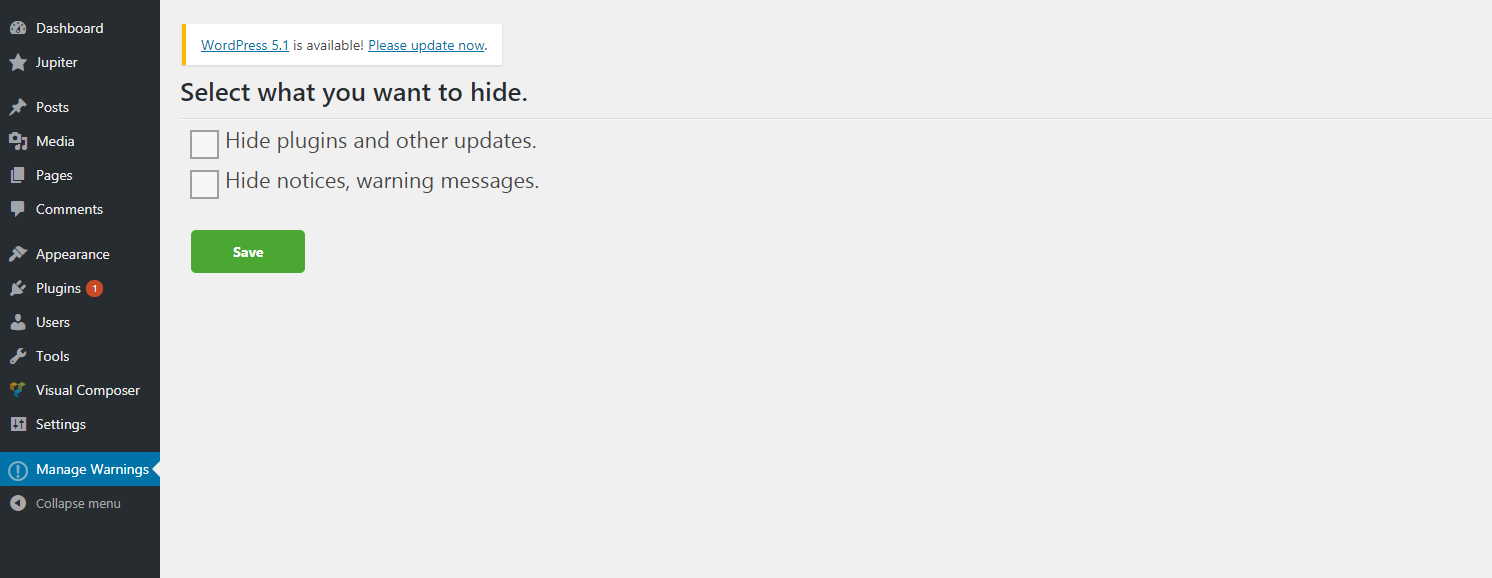 Dashboard
Jupiter
Posts
Media
Pages
Comments
Appearance
Plugins 1
Users
Tools
Visual Composer
Settings
Manage Warnings
Collapse menu
WordPress 5.1 is available! Please update now.
Select what you want to hide.
Hide plugins and other updates.
Hide notices, warning messages.
Save